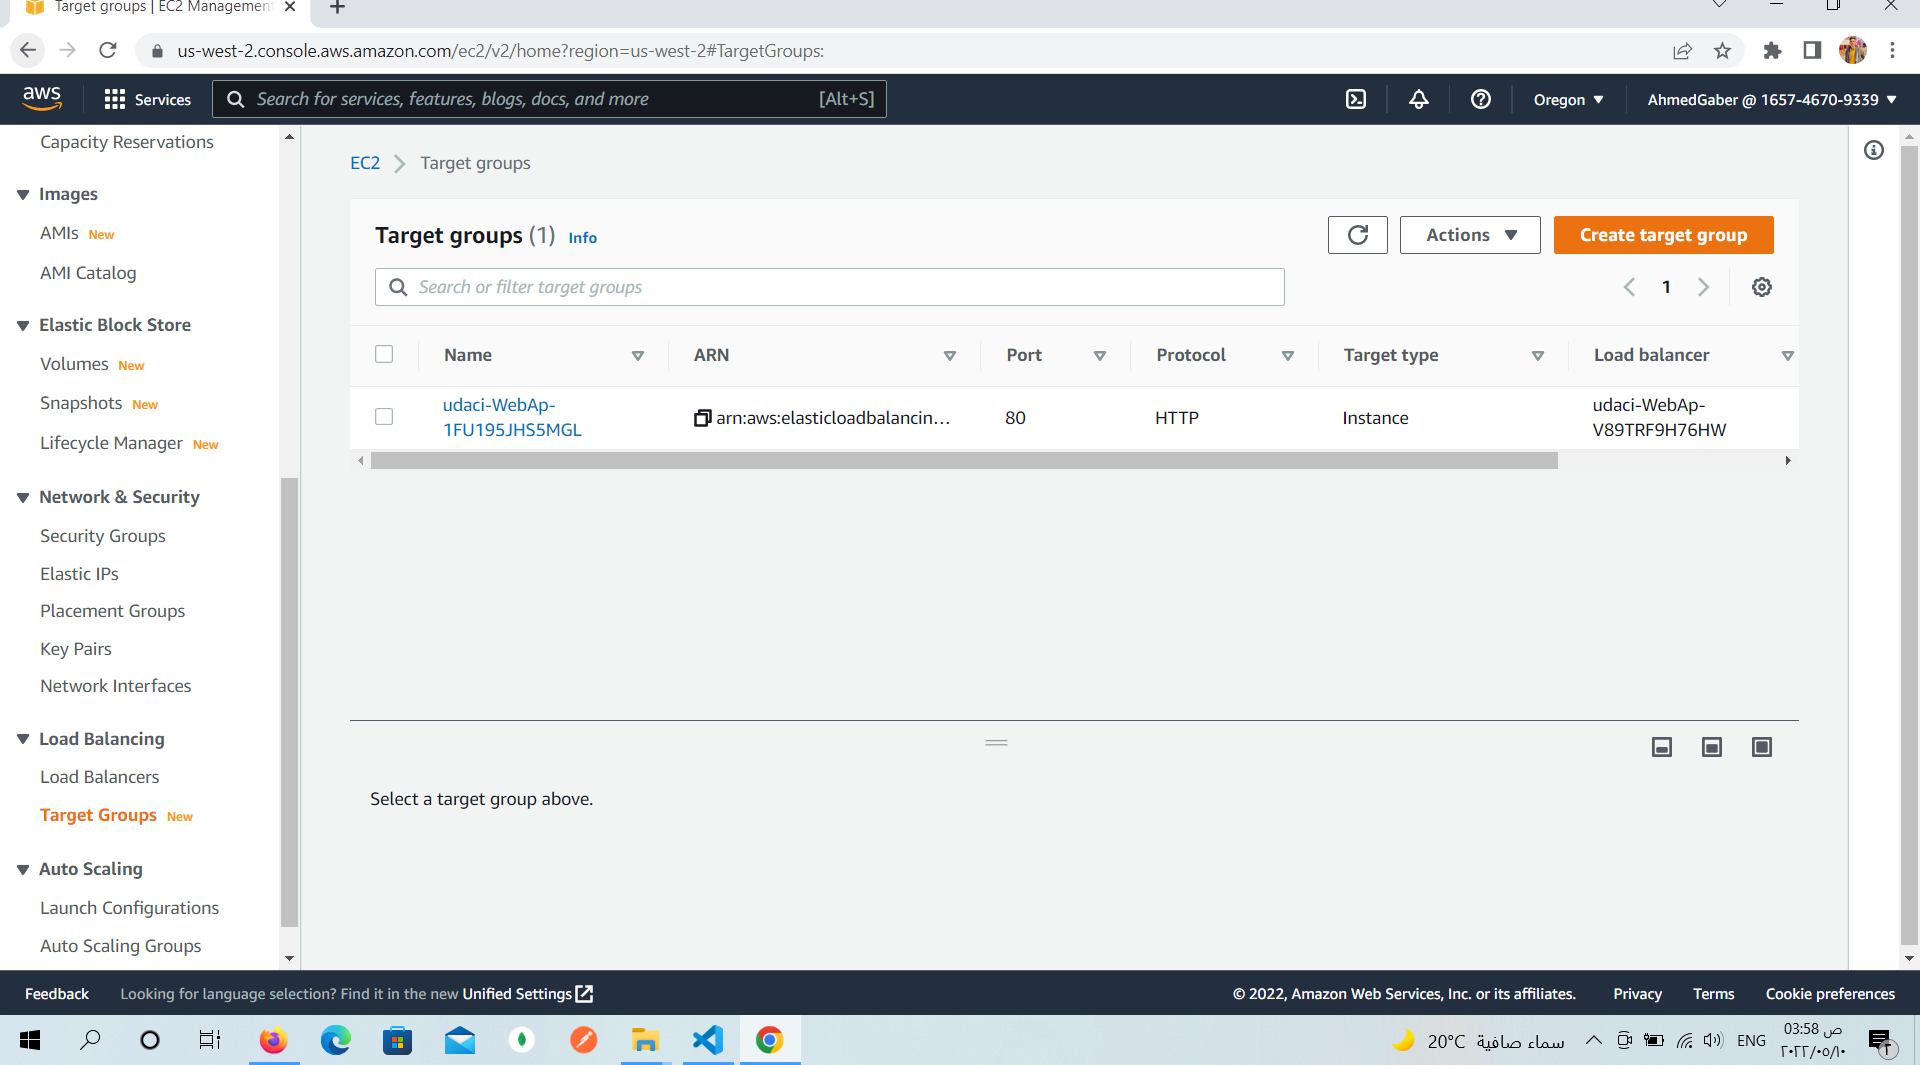 Target groups | EC2 Management
us-west-2.console.aws.amazon.com/ec2/v2/home?region=us-west-2#TargetGroups:
aws
Services
Search for services, features, blogs, docs, and more
[Alt+S]
Oregon
AhmedGaber @ 1657-4670-9339
Capacity Reservations
Images
AMIs New
AMI Catalog
Elastic Block Store
Volumes New
Snapshots New
Lifecycle Manager New
Network & Security
Security Groups
Elastic IPs
Placement Groups
Key Pairs
Network Interfaces
Load Balancing
Load Balancers
Target Groups New
Auto Scaling
Launch Configurations
Auto Scaling Groups
EC2
Target groups
Target groups (1) Info
Actions
Create target group
Search or filter target groups
1
Name
ARN
Port
Protocol
Target type
Load balancer
udaci-WebAp-
1FU195JHS5MGL
arn:aws:elasticloadbalancin…
80
HTTP
Instance
udaci-WebAp-
V89TRF9H76HW
Select a target group above.
Feedback
Looking for language selection? Find it in the new Unified Settings
© 2022, Amazon Web Services, Inc. or its affiliates.
Privacy
Terms
Cookie preferences
20°C سماء صافية
ENG
03:58 ص
٢٠٢٢/٠٥/١٠
٢